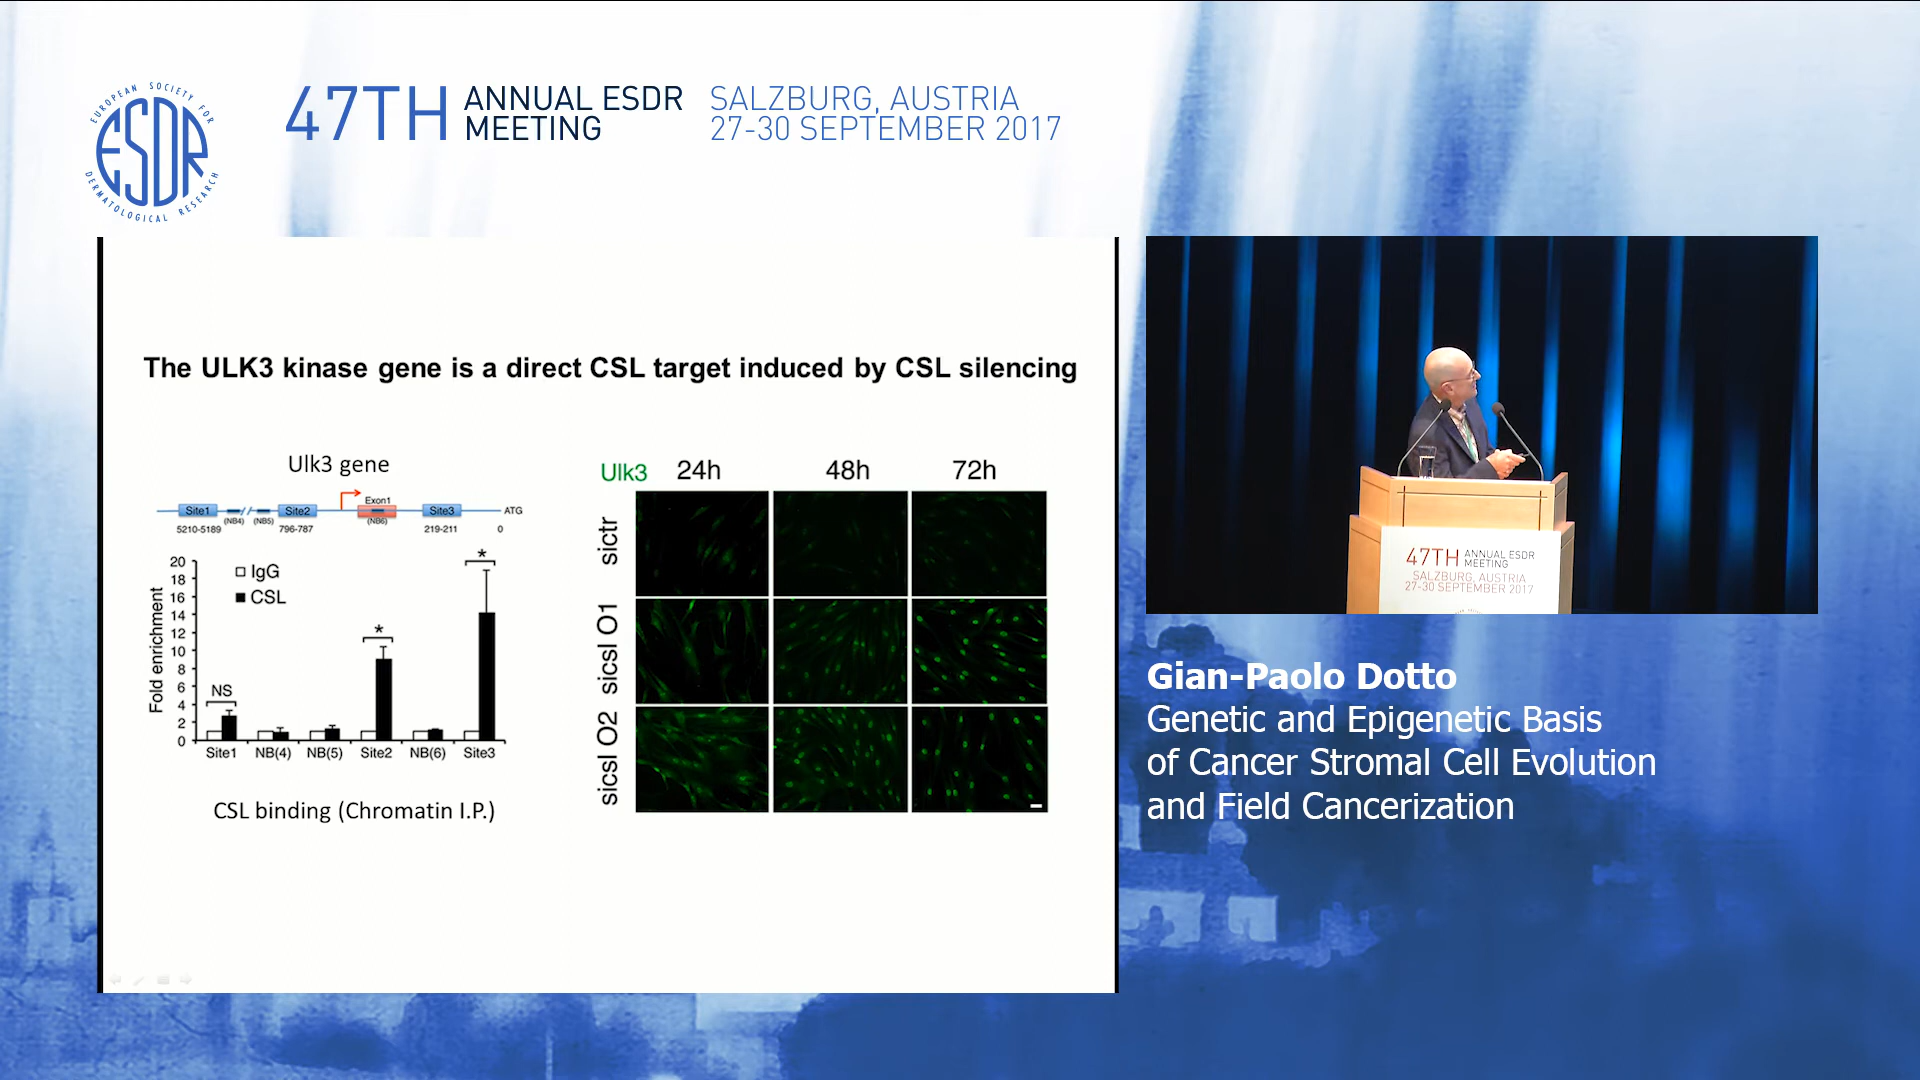 EUROPEAN SOCIETY FOR
ESDR
DERMATOLOGICAL RESEARCH
47TH ANNUAL ESDR MEETING
SALZBURG, AUSTRIA
27-30 SEPTEMBER 2017
The ULK3 kinase gene is a direct CSL target induced by CSL silencing
Ulk3 gene
Site1 (NB4) (NB5) Site2 Exon1 (NB6) Site3 ATG
5210-5189 796-787 219-211 0
Fold enrichment
20
18
16
14
12
10
8
6
4
2
0
IgG
CSL
NS
*
*
Site1 NB(4) NB(5) Site2 NB(6) Site3
CSL binding (Chromatin I.P.)
Ulk3 24h 48h 72h
sictr
sicsl O1
sicsl O2
47TH ANNUAL ESDR MEETING
SALZBURG, AUSTRIA
27-30 SEPTEMBER 2017
Gian-Paolo Dotto
Genetic and Epigenetic Basis
of Cancer Stromal Cell Evolution
and Field Cancerization